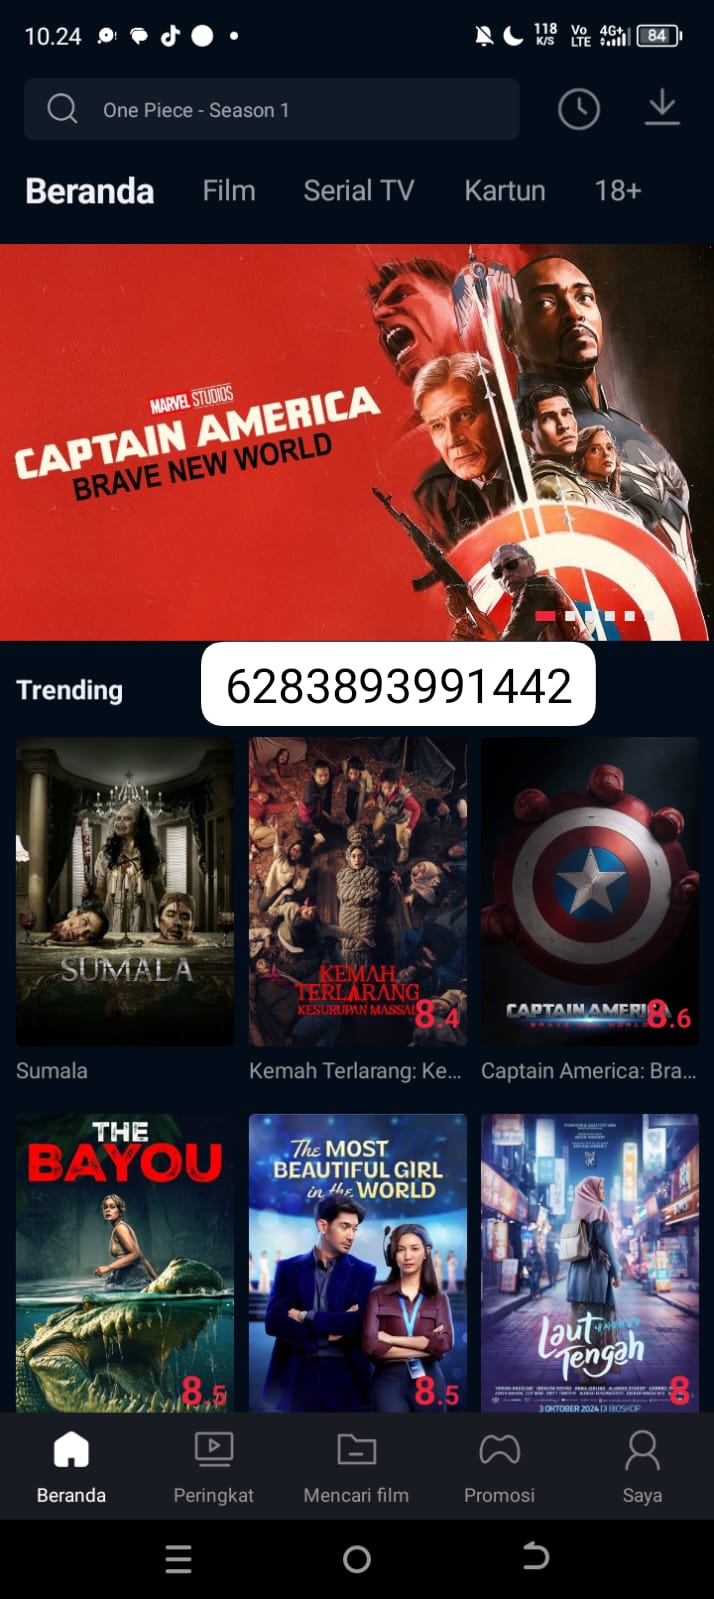 10.24
118
K/S
Vo
LTE
4G+
84
One Piece - Season 1
Beranda
Film
Serial TV
Kartun
18+
MARVEL STUDIOS
CAPTAIN AMERICA
BRAVE NEW WORLD
Trending
6283893991442
SUMALA
KEMAH
TERLARANG
KESURUPAN MASSAL
8.4
CAPTAIN AMERICA
BRAVE NEW WORLD
8.6
Sumala
Kemah Terlarang: Ke...
Captain America: Bra...
THE
BAYOU
8.5
The MOST
BEAUTIFUL GIRL
in the WORLD
8.5
Laut
Tengah
8
3 OKTOBER 2024 DI BIOSKOP
Beranda
Peringkat
Mencari film
Promosi
Saya